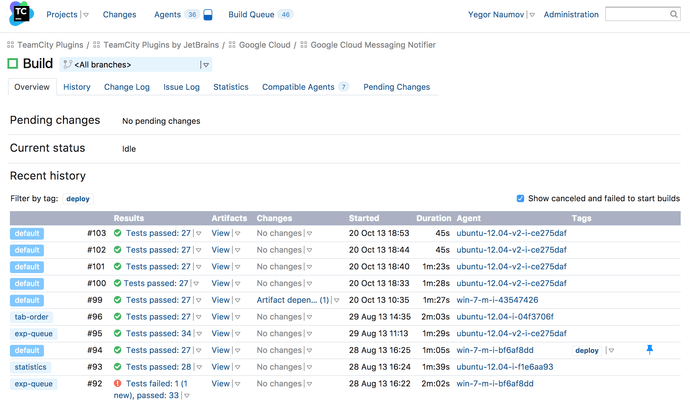 TC Projects Changes Agents 36 Build Queue 46 Yegor Naumov Administration
TeamCity Plugins / TeamCity Plugins by JetBrains / Google Cloud / Google Cloud Messaging Notifier
Build <All branches>
Overview History Change Log Issue Log Statistics Compatible Agents 7 Pending Changes
Pending changes No pending changes
Current status Idle
Recent history
Filter by tag: deploy Show canceled and failed to start builds
Results Artifacts Changes Started Duration Agent Tags
default #103 Tests passed: 27 View No changes 20 Oct 13 18:53 45s ubuntu-12.04-v2-i-ce275daf
default #102 Tests passed: 27 View No changes 20 Oct 13 18:44 45s ubuntu-12.04-v2-i-ce275daf
default #101 Tests passed: 27 View No changes 20 Oct 13 18:40 1m:23s ubuntu-12.04-v2-i-ce275daf
default #100 Tests passed: 27 View No changes 20 Oct 13 18:33 1m:28s ubuntu-12.04-v2-i-ce275daf
default #99 Tests passed: 27 View Artifact depen... (1) 20 Oct 13 10:35 1m:27s win-7-m-i-43547426
tab-order #96 Tests passed: 27 View No changes 29 Aug 13 14:35 2m:03s ubuntu-12.04-i-04f3706f
exp-queue #95 Tests passed: 34 View No changes 29 Aug 13 11:13 1m:29s ubuntu-12.04-v2-i-ce275daf
default #94 Tests passed: 27 View No changes 28 Aug 13 16:25 1m:05s win-7-m-i-bf6af8dd deploy
statistics #93 Tests passed: 28 View No changes 28 Aug 13 16:24 1m:39s ubuntu-12.04-i-f1e6aa93
exp-queue #92 Tests failed: 1 (1 View No changes 28 Aug 13 16:22 2m:02s win-7-m-i-bf6af8dd
new), passed: 33